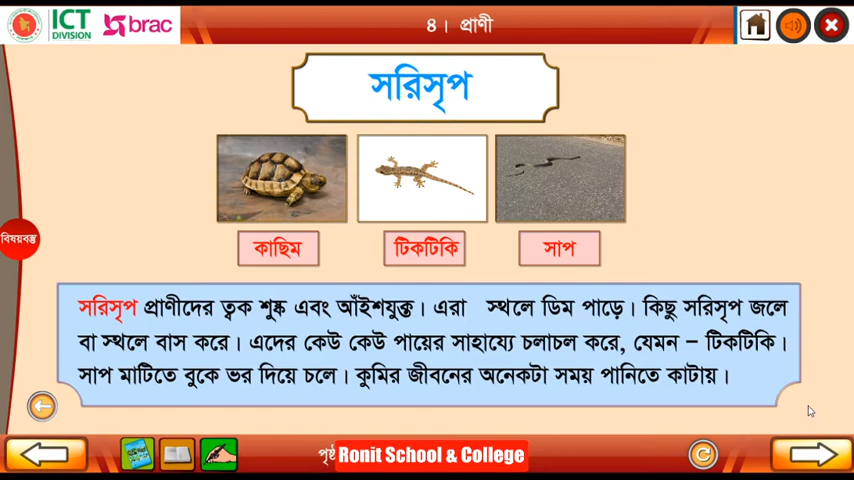 ICT
DIVISION
brac
৪। প্রাণী
সরিসৃপ
কাছিম
টিকটিকি
সাপ
বিষয়বস্তু
সরিসৃপ প্রাণীদের ত্বক শুষ্ক এবং আঁইশযুক্ত। এরা স্থলে ডিম পাড়ে। কিছু সরিসৃপ জলে
বা স্থলে বাস করে। এদের কেউ কেউ পায়ের সাহায্যে চলাচল করে, যেমন – টিকটিকি।
সাপ মাটিতে বুকে ভর দিয়ে চলে। কুমির জীবনের অনেকটা সময় পানিতে কাটায়।
Ronit School & College